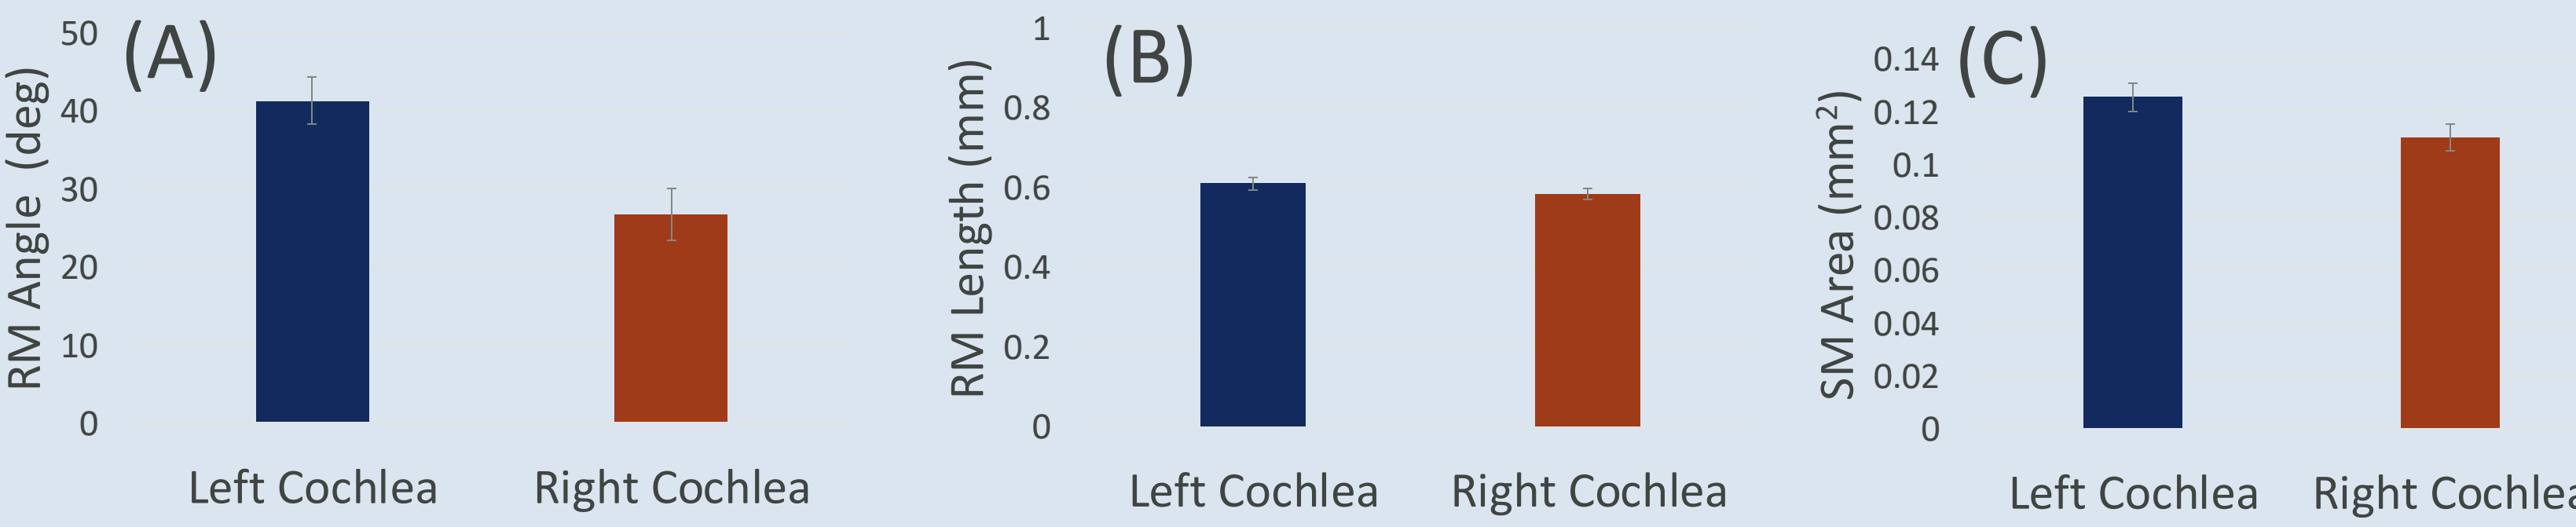 (A)
RM Angle (deg)
50
40
30
20
10
0
Left Cochlea
Right Cochlea
(B)
RM Length (mm)
1
0.8
0.6
0.4
0.2
0
Left Cochlea
Right Cochlea
(C)
SM Area (mm²)
0.14
0.12
0.1
0.08
0.06
0.04
0.02
0
Left Cochlea
Right Cochlea